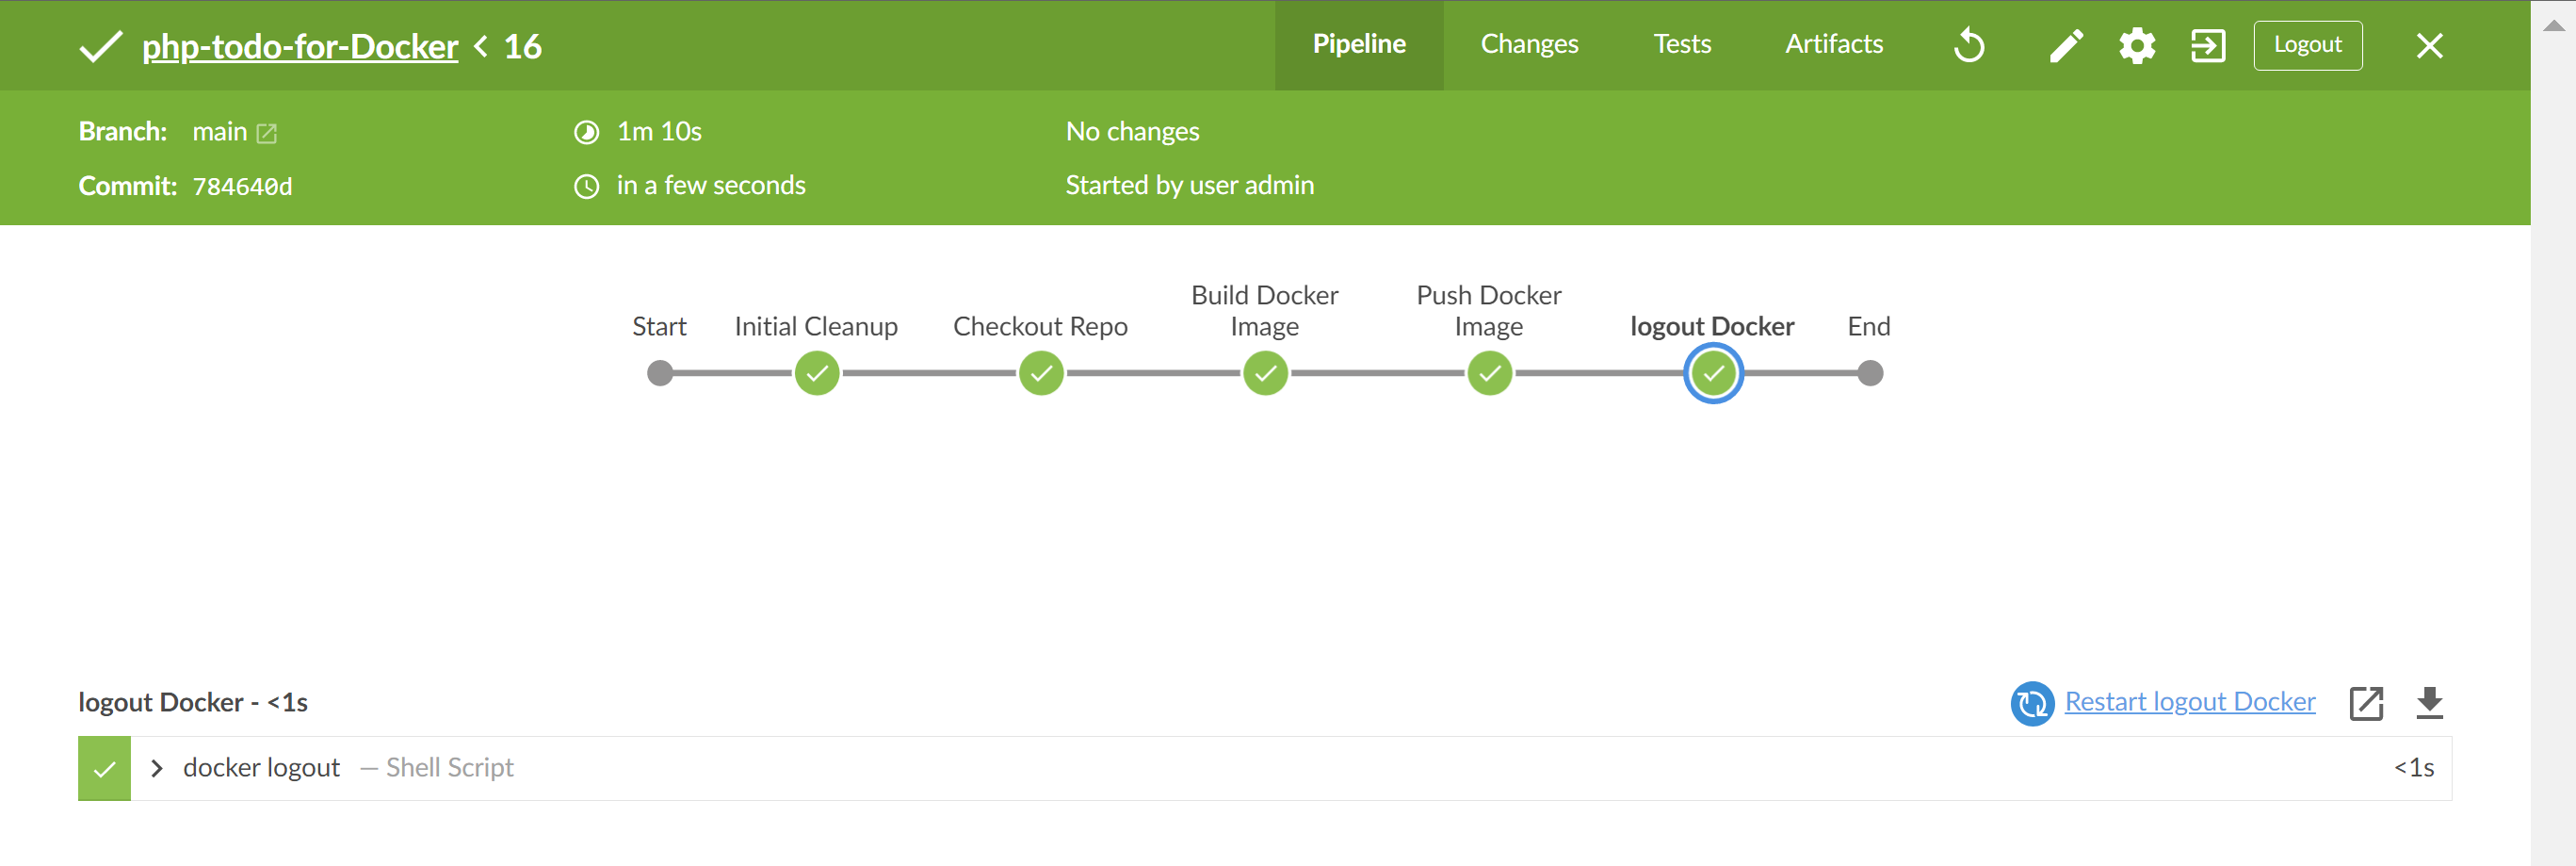 php-todo-for-Docker < 16
Pipeline
Changes
Tests
Artifacts
Logout
Branch: main
1m 10s
No changes
Commit: 784640d
in a few seconds
Started by user admin
Start
Initial Cleanup
Checkout Repo
Build Docker
Image
Push Docker
Image
logout Docker
End
logout Docker - <1s
Restart logout Docker
docker logout — Shell Script
<1s